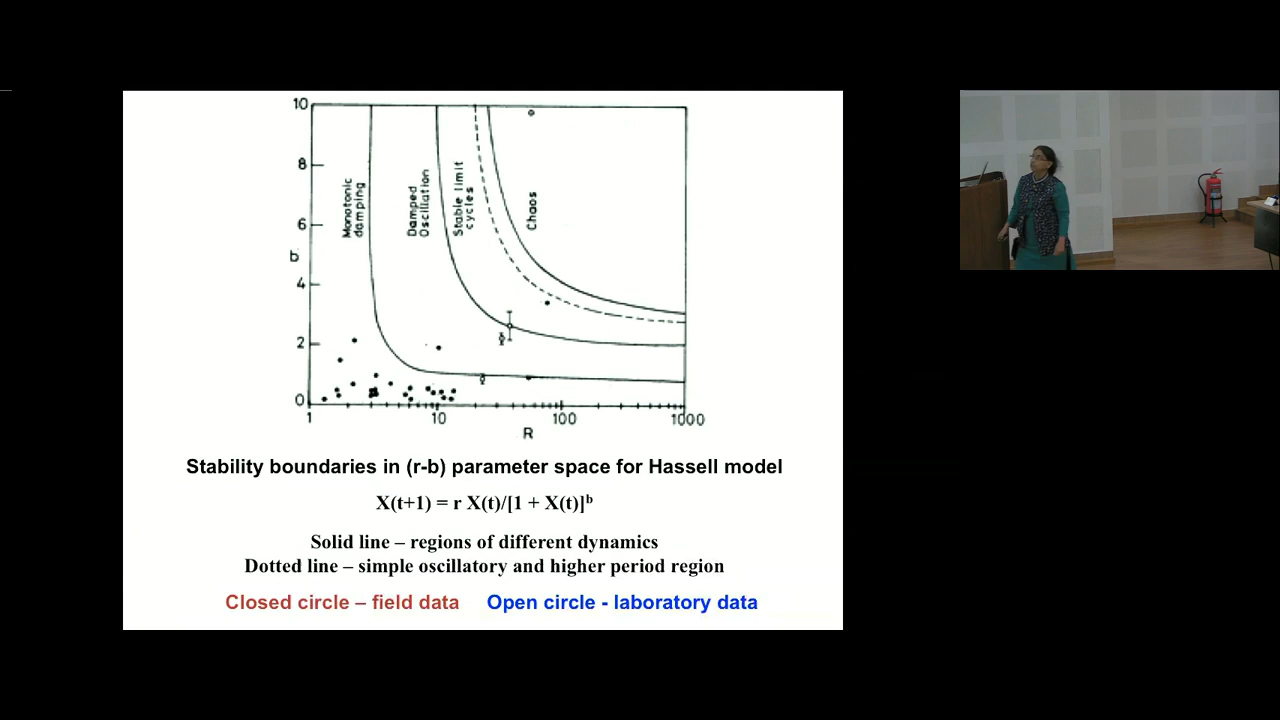 10
8
6
b
4
2
0
Monotonic
damping
Damped
Oscillation
Stable limit
cycles
Chaos
1
10
100
1000
R
Stability boundaries in (r-b) parameter space for Hassell model
X(t+1) = r X(t)/[1 + X(t)]ᵇ
Solid line – regions of different dynamics
Dotted line – simple oscillatory and higher period region
Closed circle – field data Open circle - laboratory data